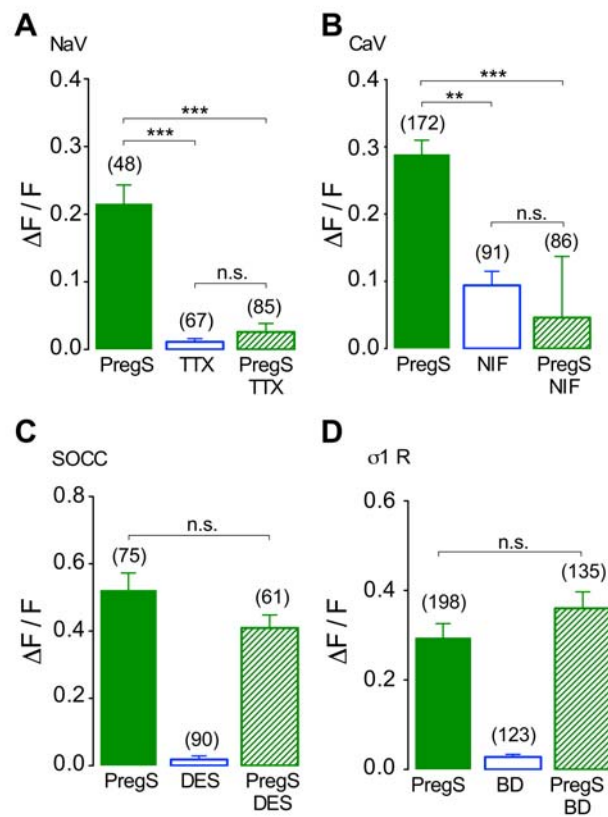 A
NaV
0.4
0.3
0.2
0.1
0.0
ΔF / F
***
***
(48)
n.s.
(67)
(85)
PregS
TTX
PregS
TTX
B
CaV
0.4
0.3
0.2
0.1
0.0
ΔF / F
***
**
(172)
n.s.
(91)
(86)
PregS
NIF
PregS
NIF
C
SOCC
0.8
0.6
0.4
0.2
0.0
ΔF / F
n.s.
(75)
(61)
(90)
PregS
DES
PregS
DES
D
σ1 R
0.6
0.4
0.2
0.0
ΔF / F
n.s.
(198)
(135)
(123)
PregS
BD
PregS
BD